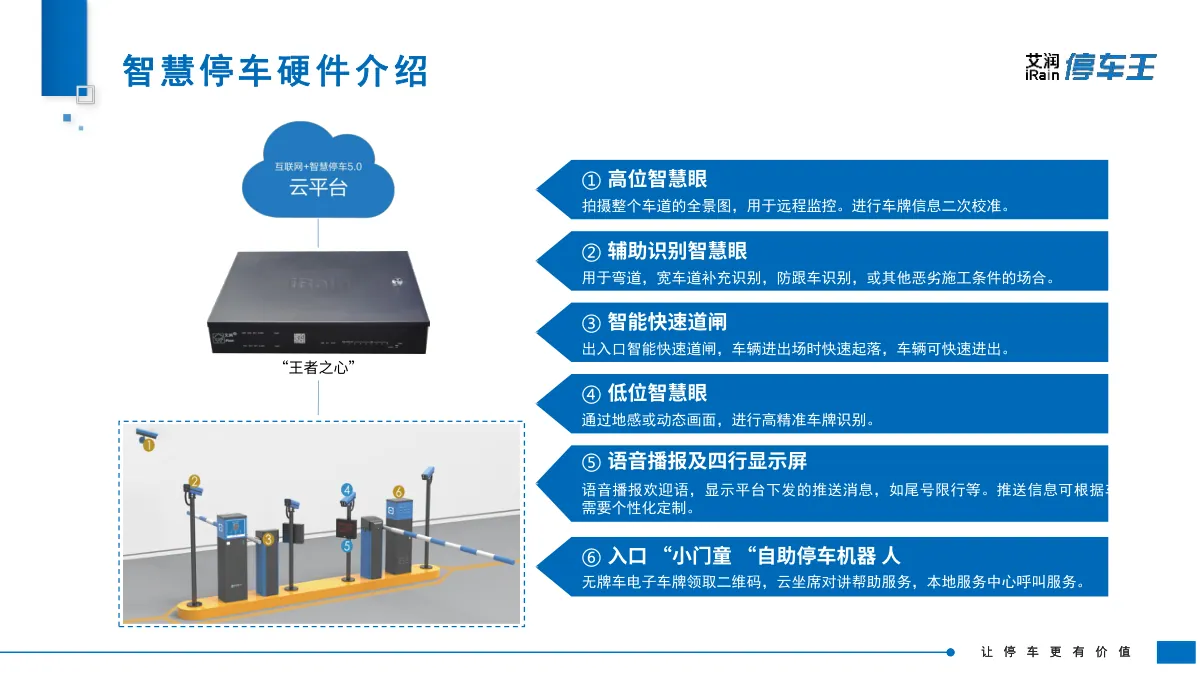 智慧停车硬件介绍
艾润
iRain
停车王
互联网+智慧停车5.0
云平台
iRain
“王者之心”
① 高位智慧眼
拍摄整个车道的全景图，用于远程监控。进行车牌信息二次校准。
② 辅助识别智慧眼
用于弯道，宽车道补充识别，防跟车识别，或其他恶劣施工条件的场合。
③ 智能快速道闸
出入口智能快速道闸，车辆进出场时快速起落，车辆可快速进出。
④ 低位智慧眼
通过地感或动态画面，进行高精准车牌识别。
⑤ 语音播报及四行显示屏
语音播报欢迎语，显示平台下发的推送消息，如尾号限行等。推送信息可根据
需要个性化定制。
⑥ 入口 “小门童 “自助停车机器 人
无牌车电子车牌领取二维码，云坐席对讲帮助服务，本地服务中心呼叫服务。
1
2
3
4
5
6
让停车更有价值